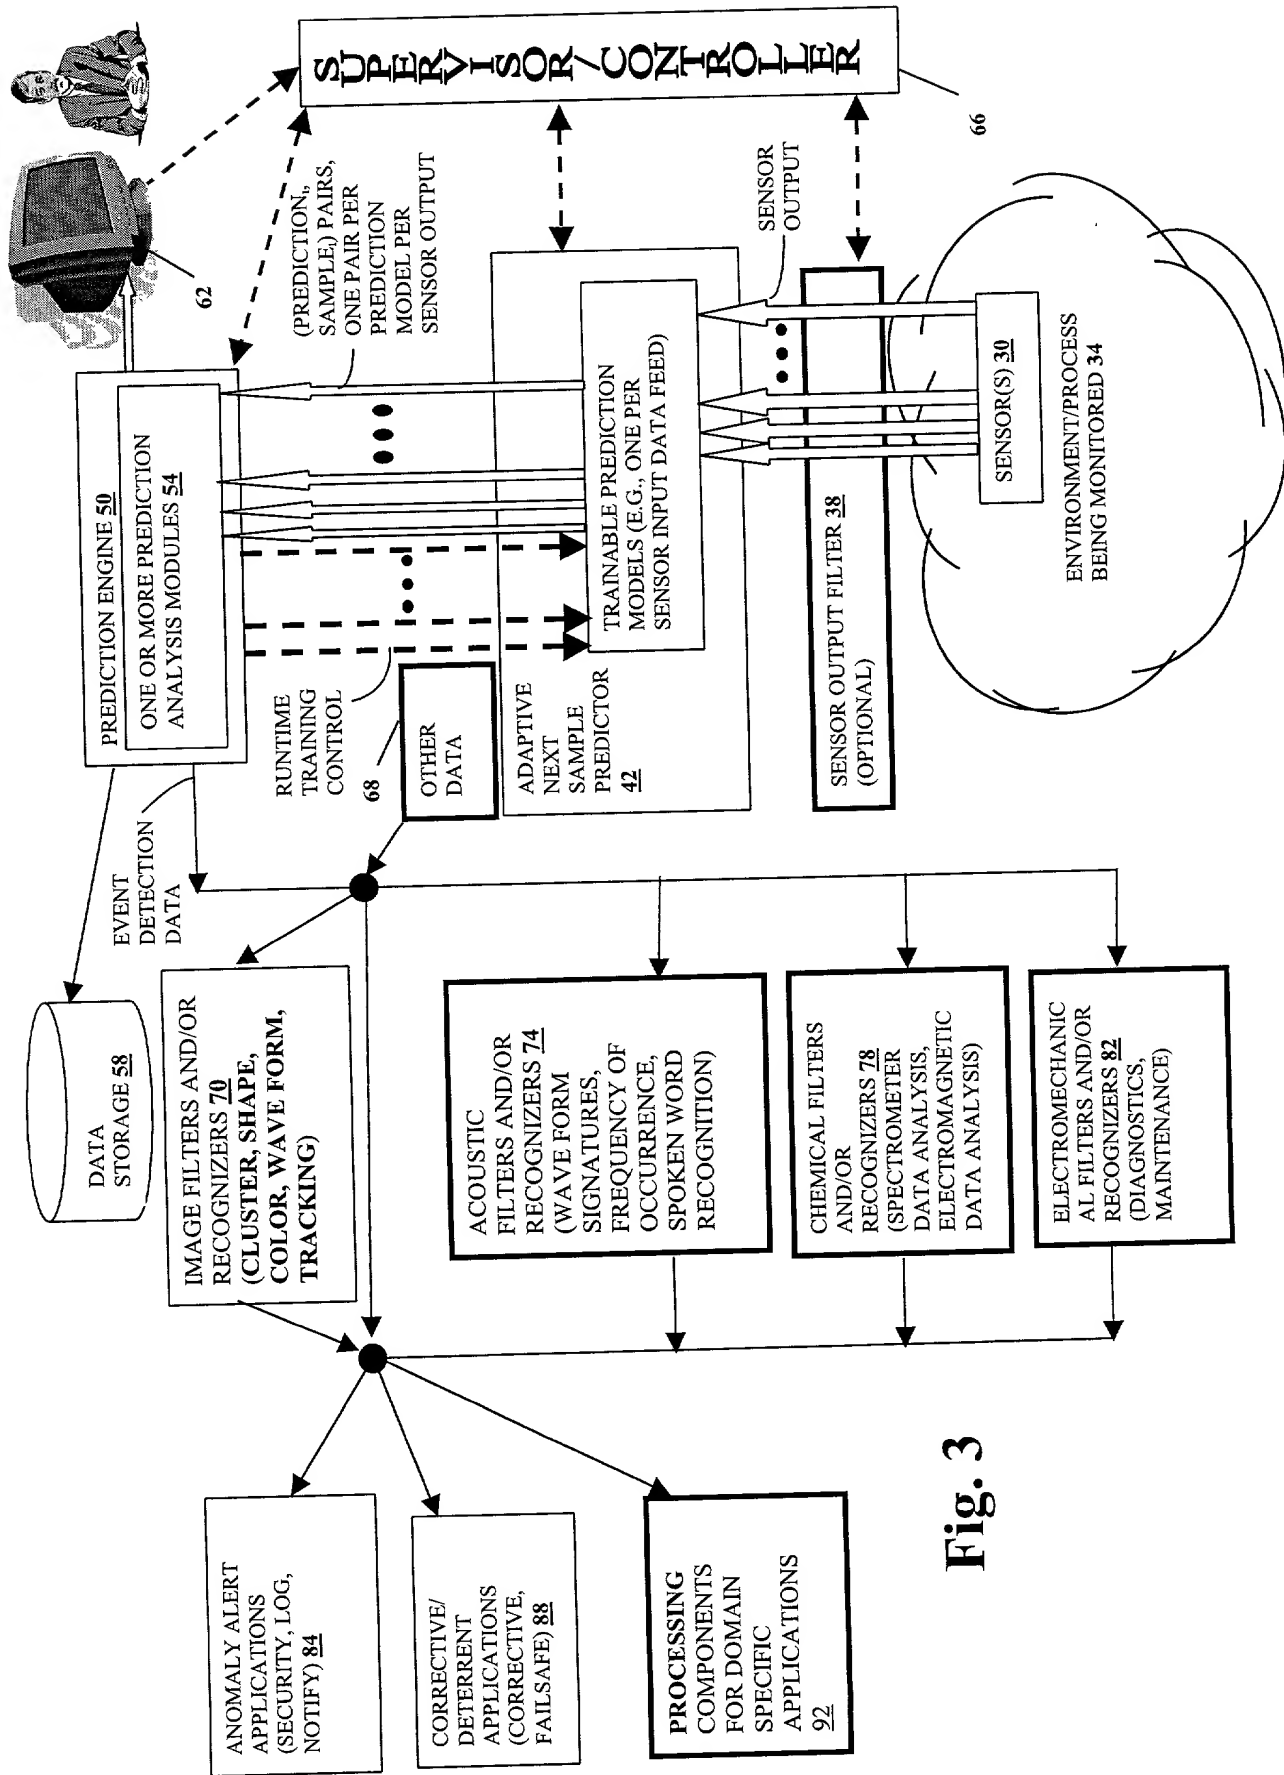 SUPERVISOR/CONTROLLER
66
62
PREDICTION ENGINE 50
ONE OR MORE PREDICTION
ANALYSIS MODULES 54
(PREDICTIONi,
SAMPLEi) PAIRS,
ONE PAIR PER
PREDICTION
MODEL PER
SENSOR OUTPUT
SENSOR
OUTPUT
RUNTIME
TRAINING
CONTROL
68
OTHER
DATA
ADAPTIVE
NEXT
SAMPLE
PREDICTOR
42
TRAINABLE PREDICTION
MODELS (E.G., ONE PER
SENSOR INPUT DATA FEED)
SENSOR OUTPUT FILTER 38
(OPTIONAL)
SENSOR(S) 30
ENVIRONMENT/PROCESS
BEING MONITORED 34
EVENT
DETECTION
DATA
DATA
STORAGE 58
IMAGE FILTERS AND/OR
RECOGNIZERS 70
(CLUSTER, SHAPE,
COLOR, WAVE FORM,
TRACKING)
ACOUSTIC
FILTERS AND/OR
RECOGNIZERS 74
(WAVE FORM
SIGNATURES,
FREQUENCY OF
OCCURRENCE,
SPOKEN WORD
RECOGNITION)
CHEMICAL FILTERS
AND/OR
RECOGNIZERS 78
(SPECTROMETER
DATA ANALYSIS,
ELECTROMAGNETIC
DATA ANALYSIS)
ELECTROMECHANIC
AL FILTERS AND/OR
RECOGNIZERS 82
(DIAGNOSTICS,
MAINTENANCE)
ANOMALY ALERT
APPLICATIONS
(SECURITY, LOG,
NOTIFY) 84
CORRECTIVE/
DETERRENT
APPLICATIONS
(CORRECTIVE,
FAILSAFE) 88
PROCESSING
COMPONENTS
FOR DOMAIN
SPECIFIC
APPLICATIONS
92
Fig. 3